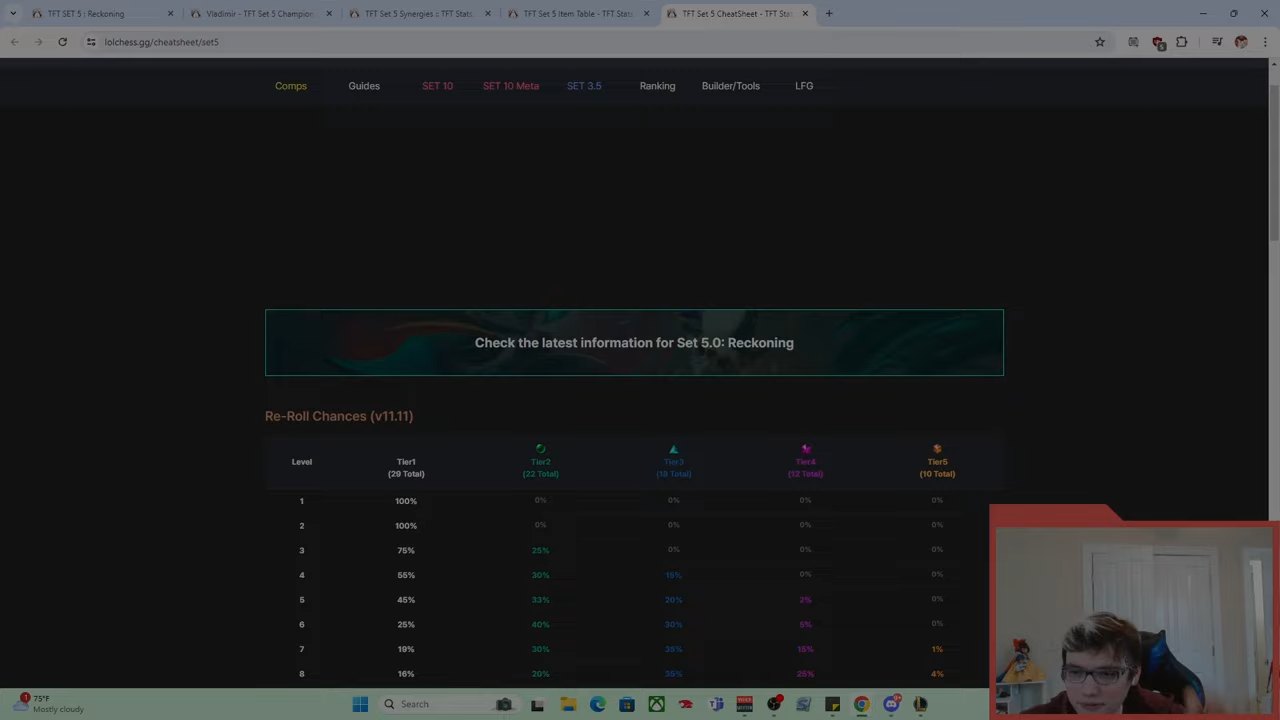 TFT SET 5 | Reckoning
Vladimir - TFT Set 5 Champion
TFT Set 5 Synergies :: TFT Stats
TFT Set 5 Item Table - TFT Stats
TFT Set 5 CheatSheet - TFT Sta
lolchess.gg/cheatsheet/set5
Comps Guides SET 10 SET 10 Meta SET 3.5 Ranking Builder/Tools LFG
Check the latest information for Set 5.0: Reckoning
Re-Roll Chances (v11.11)
Level Tier1 Tier2 Tier3 Tier4 Tier5
(29 Total) (22 Total) (18 Total) (12 Total) (10 Total)
1 100% 0% 0% 0% 0%
2 100% 0% 0% 0% 0%
3 75% 25% 0% 0% 0%
4 55% 30% 15% 0% 0%
5 45% 33% 20% 2% 0%
6 25% 40% 30% 5% 0%
7 19% 30% 35% 15% 1%
8 16% 20% 35% 25% 4%
1
75°F
Mostly cloudy
Search